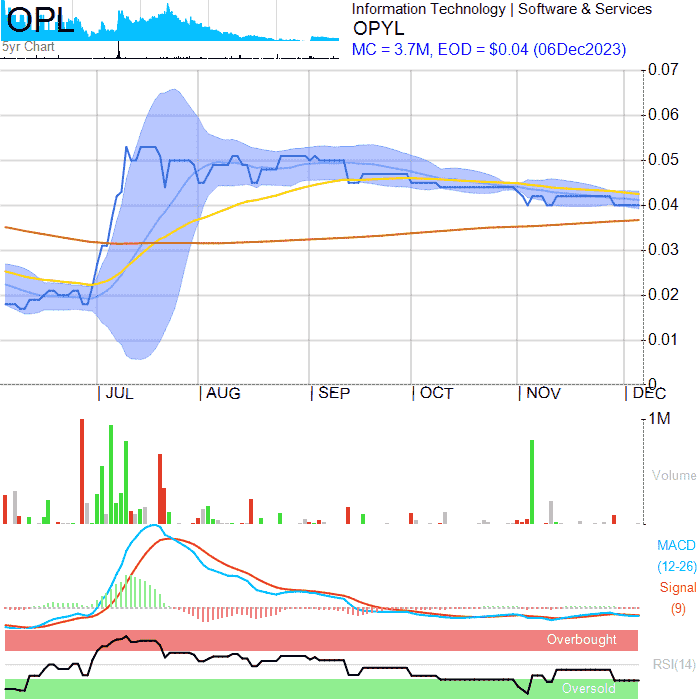 OPL
5yr Chart
Information Technology | Software & Services
OPYL
MC = 3.7M, EOD = $0.04 (06Dec2023)
0.07
0.06
0.05
0.04
0.03
0.02
0.01
0
| JUL | AUG | SEP | OCT | NOV | DEC
1M
Volume
MACD
(12-26)
Signal
(9)
Overbought
RSI(14)
Oversold